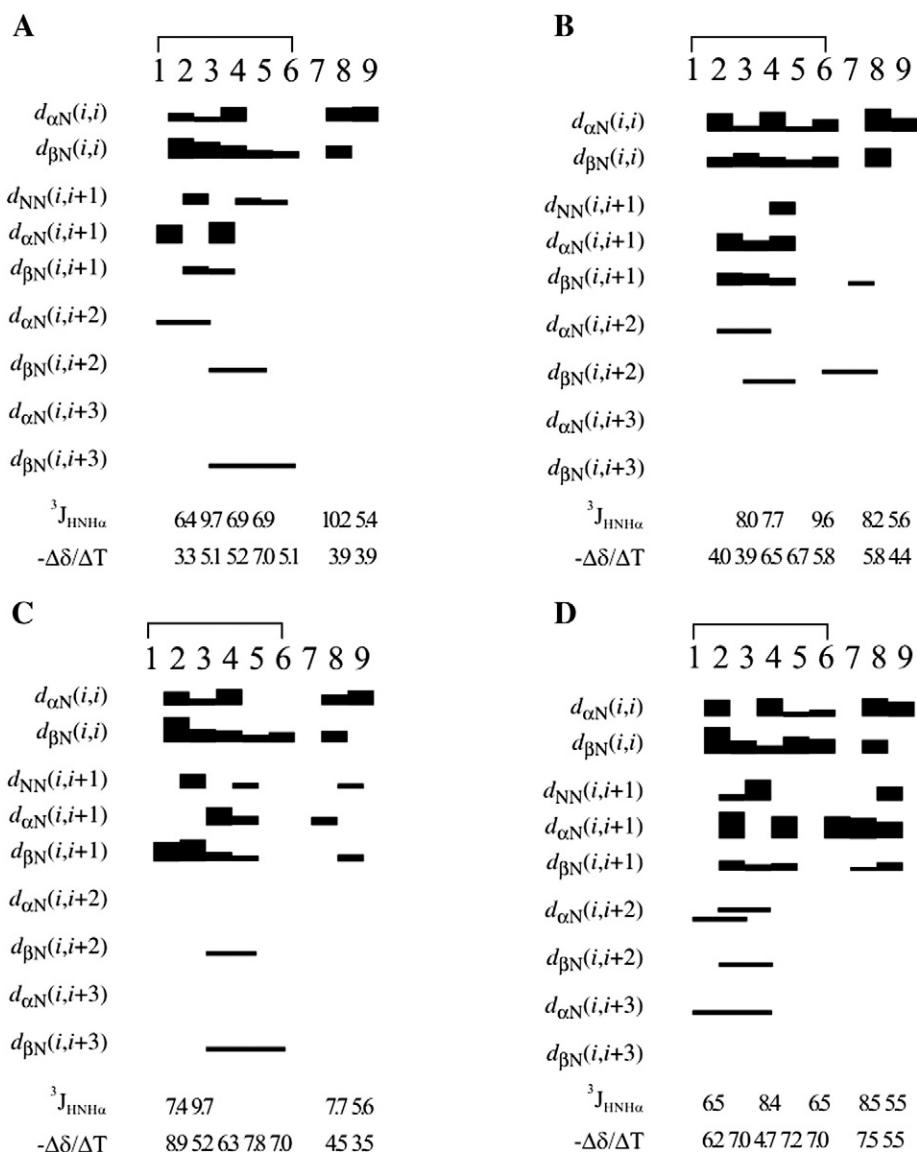 A
1 2 3 4 5 6 7 8 9
dαN(i,i)
dβN(i,i)
dNN(i,i+1)
dαN(i,i+1)
dβN(i,i+1)
dαN(i,i+2)
dβN(i,i+2)
dαN(i,i+3)
dβN(i,i+3)
3JHNHα 6.4 9.7 6.9 6.9 10.2 5.4
-Δδ/ΔT 3.3 5.1 5.2 7.0 5.1 3.9 3.9
B
1 2 3 4 5 6 7 8 9
dαN(i,i)
dβN(i,i)
dNN(i,i+1)
dαN(i,i+1)
dβN(i,i+1)
dαN(i,i+2)
dβN(i,i+2)
dαN(i,i+3)
dβN(i,i+3)
3JHNHα 8.0 7.7 9.6 8.2 5.6
-Δδ/ΔT 4.0 3.9 6.5 6.7 5.8 5.8 4.4
C
1 2 3 4 5 6 7 8 9
dαN(i,i)
dβN(i,i)
dNN(i,i+1)
dαN(i,i+1)
dβN(i,i+1)
dαN(i,i+2)
dβN(i,i+2)
dαN(i,i+3)
dβN(i,i+3)
3JHNHα 7.4 9.7 7.7 5.6
-Δδ/ΔT 8.9 5.2 6.3 7.8 7.0 4.5 3.5
D
1 2 3 4 5 6 7 8 9
dαN(i,i)
dβN(i,i)
dNN(i,i+1)
dαN(i,i+1)
dβN(i,i+1)
dαN(i,i+2)
dβN(i,i+2)
dαN(i,i+3)
dβN(i,i+3)
3JHNHα 6.5 8.4 6.5 8.5 5.5
-Δδ/ΔT 6.2 7.0 4.7 7.2 7.0 7.5 5.5